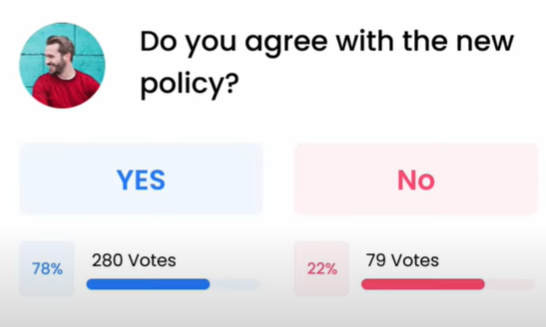 Do you agree with the new
policy?
YES
No
78%
280 Votes
22%
79 Votes